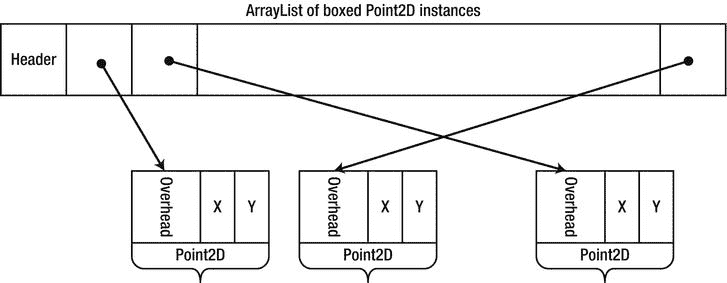 ArrayList of boxed Point2D instances
Header
Overhead X Y Overhead X Y Overhead X Y
Point2D Point2D Point2D